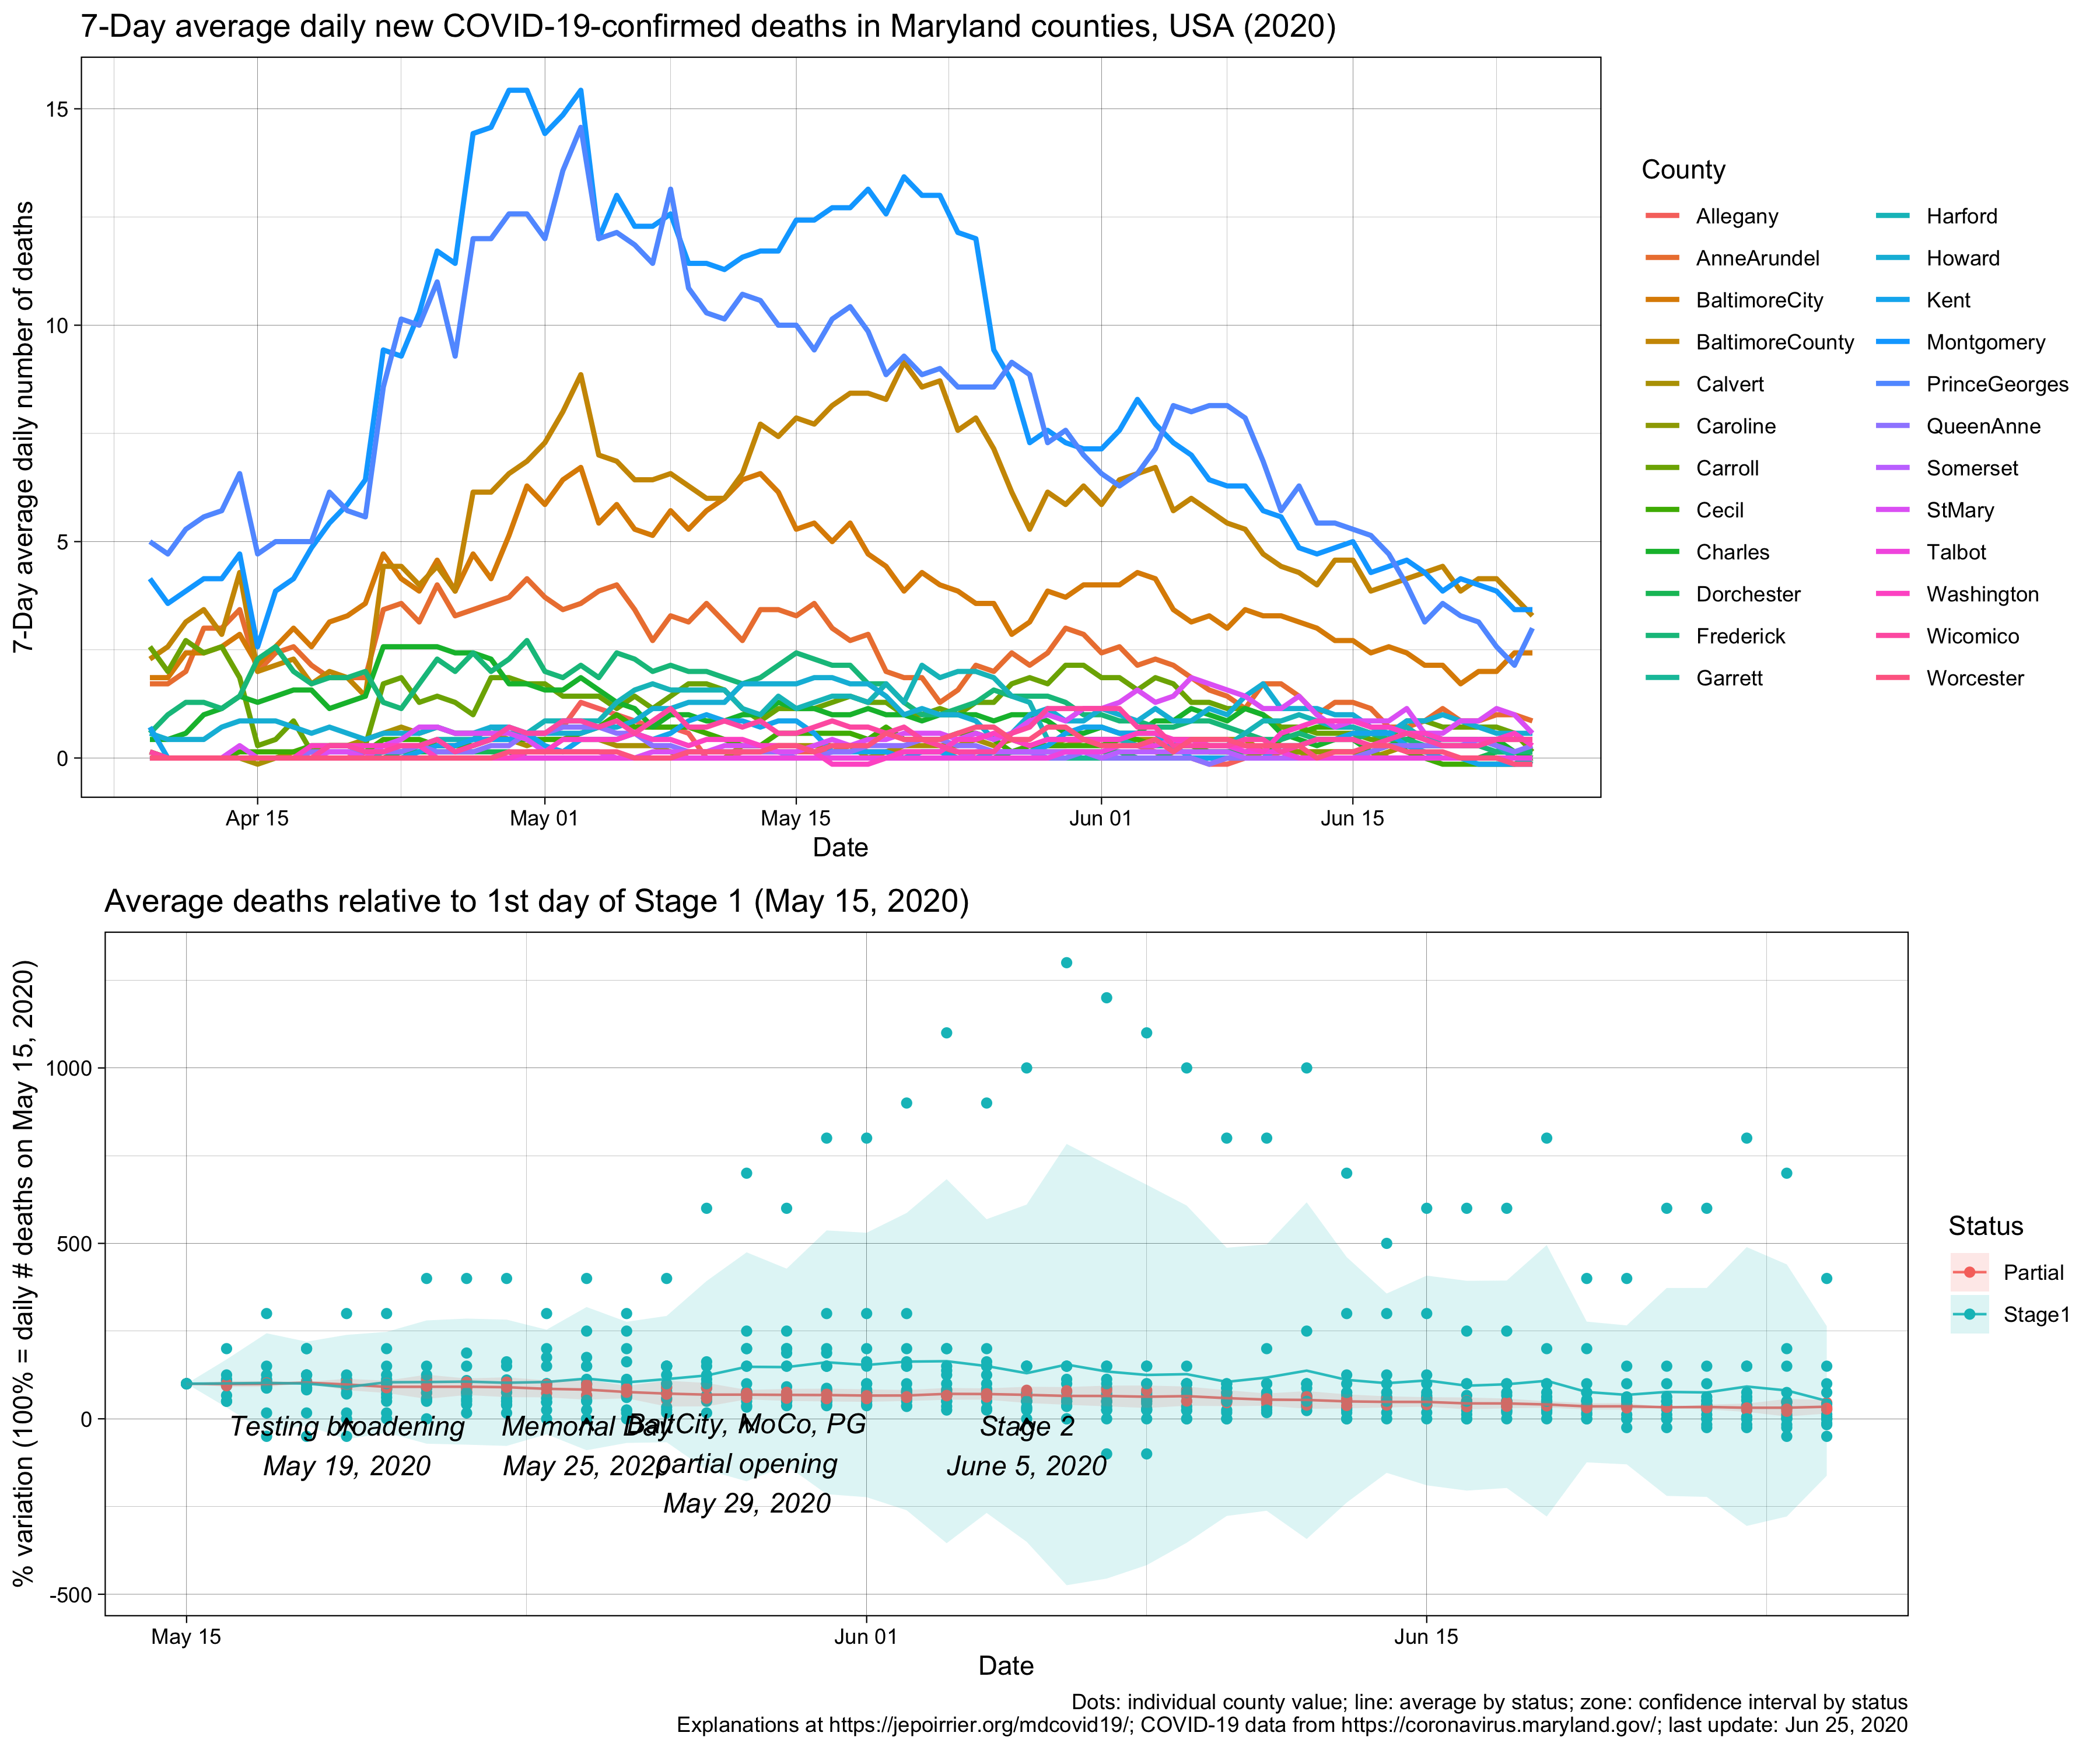 7-Day average daily new COVID-19-confirmed deaths in Maryland counties, USA (2020)
7-Day average daily number of deaths
15
10
5
0
Apr 15
May 01
May 15
Jun 01
Jun 15
Date
County
Allegany
AnneArundel
BaltimoreCity
BaltimoreCounty
Calvert
Caroline
Carroll
Cecil
Charles
Dorchester
Frederick
Garrett
Harford
Howard
Kent
Montgomery
PrinceGeorges
QueenAnne
Somerset
StMary
Talbot
Washington
Wicomico
Worcester
Average deaths relative to 1st day of Stage 1 (May 15, 2020)
% variation (100% = daily # deaths on May 15, 2020)
1000
500
0
-500
Testing broadening
May 19, 2020
Memorial Day
May 25, 2020
BaltCity, MoCo, PG
partial opening
May 29, 2020
Stage 2
June 5, 2020
May 15
Jun 01
Jun 15
Date
Status
Partial
Stage1
Dots: individual county value; line: average by status; zone: confidence interval by status
Explanations at https://jepoirrier.org/mdcovid19/; COVID-19 data from https://coronavirus.maryland.gov/; last update: Jun 25, 2020